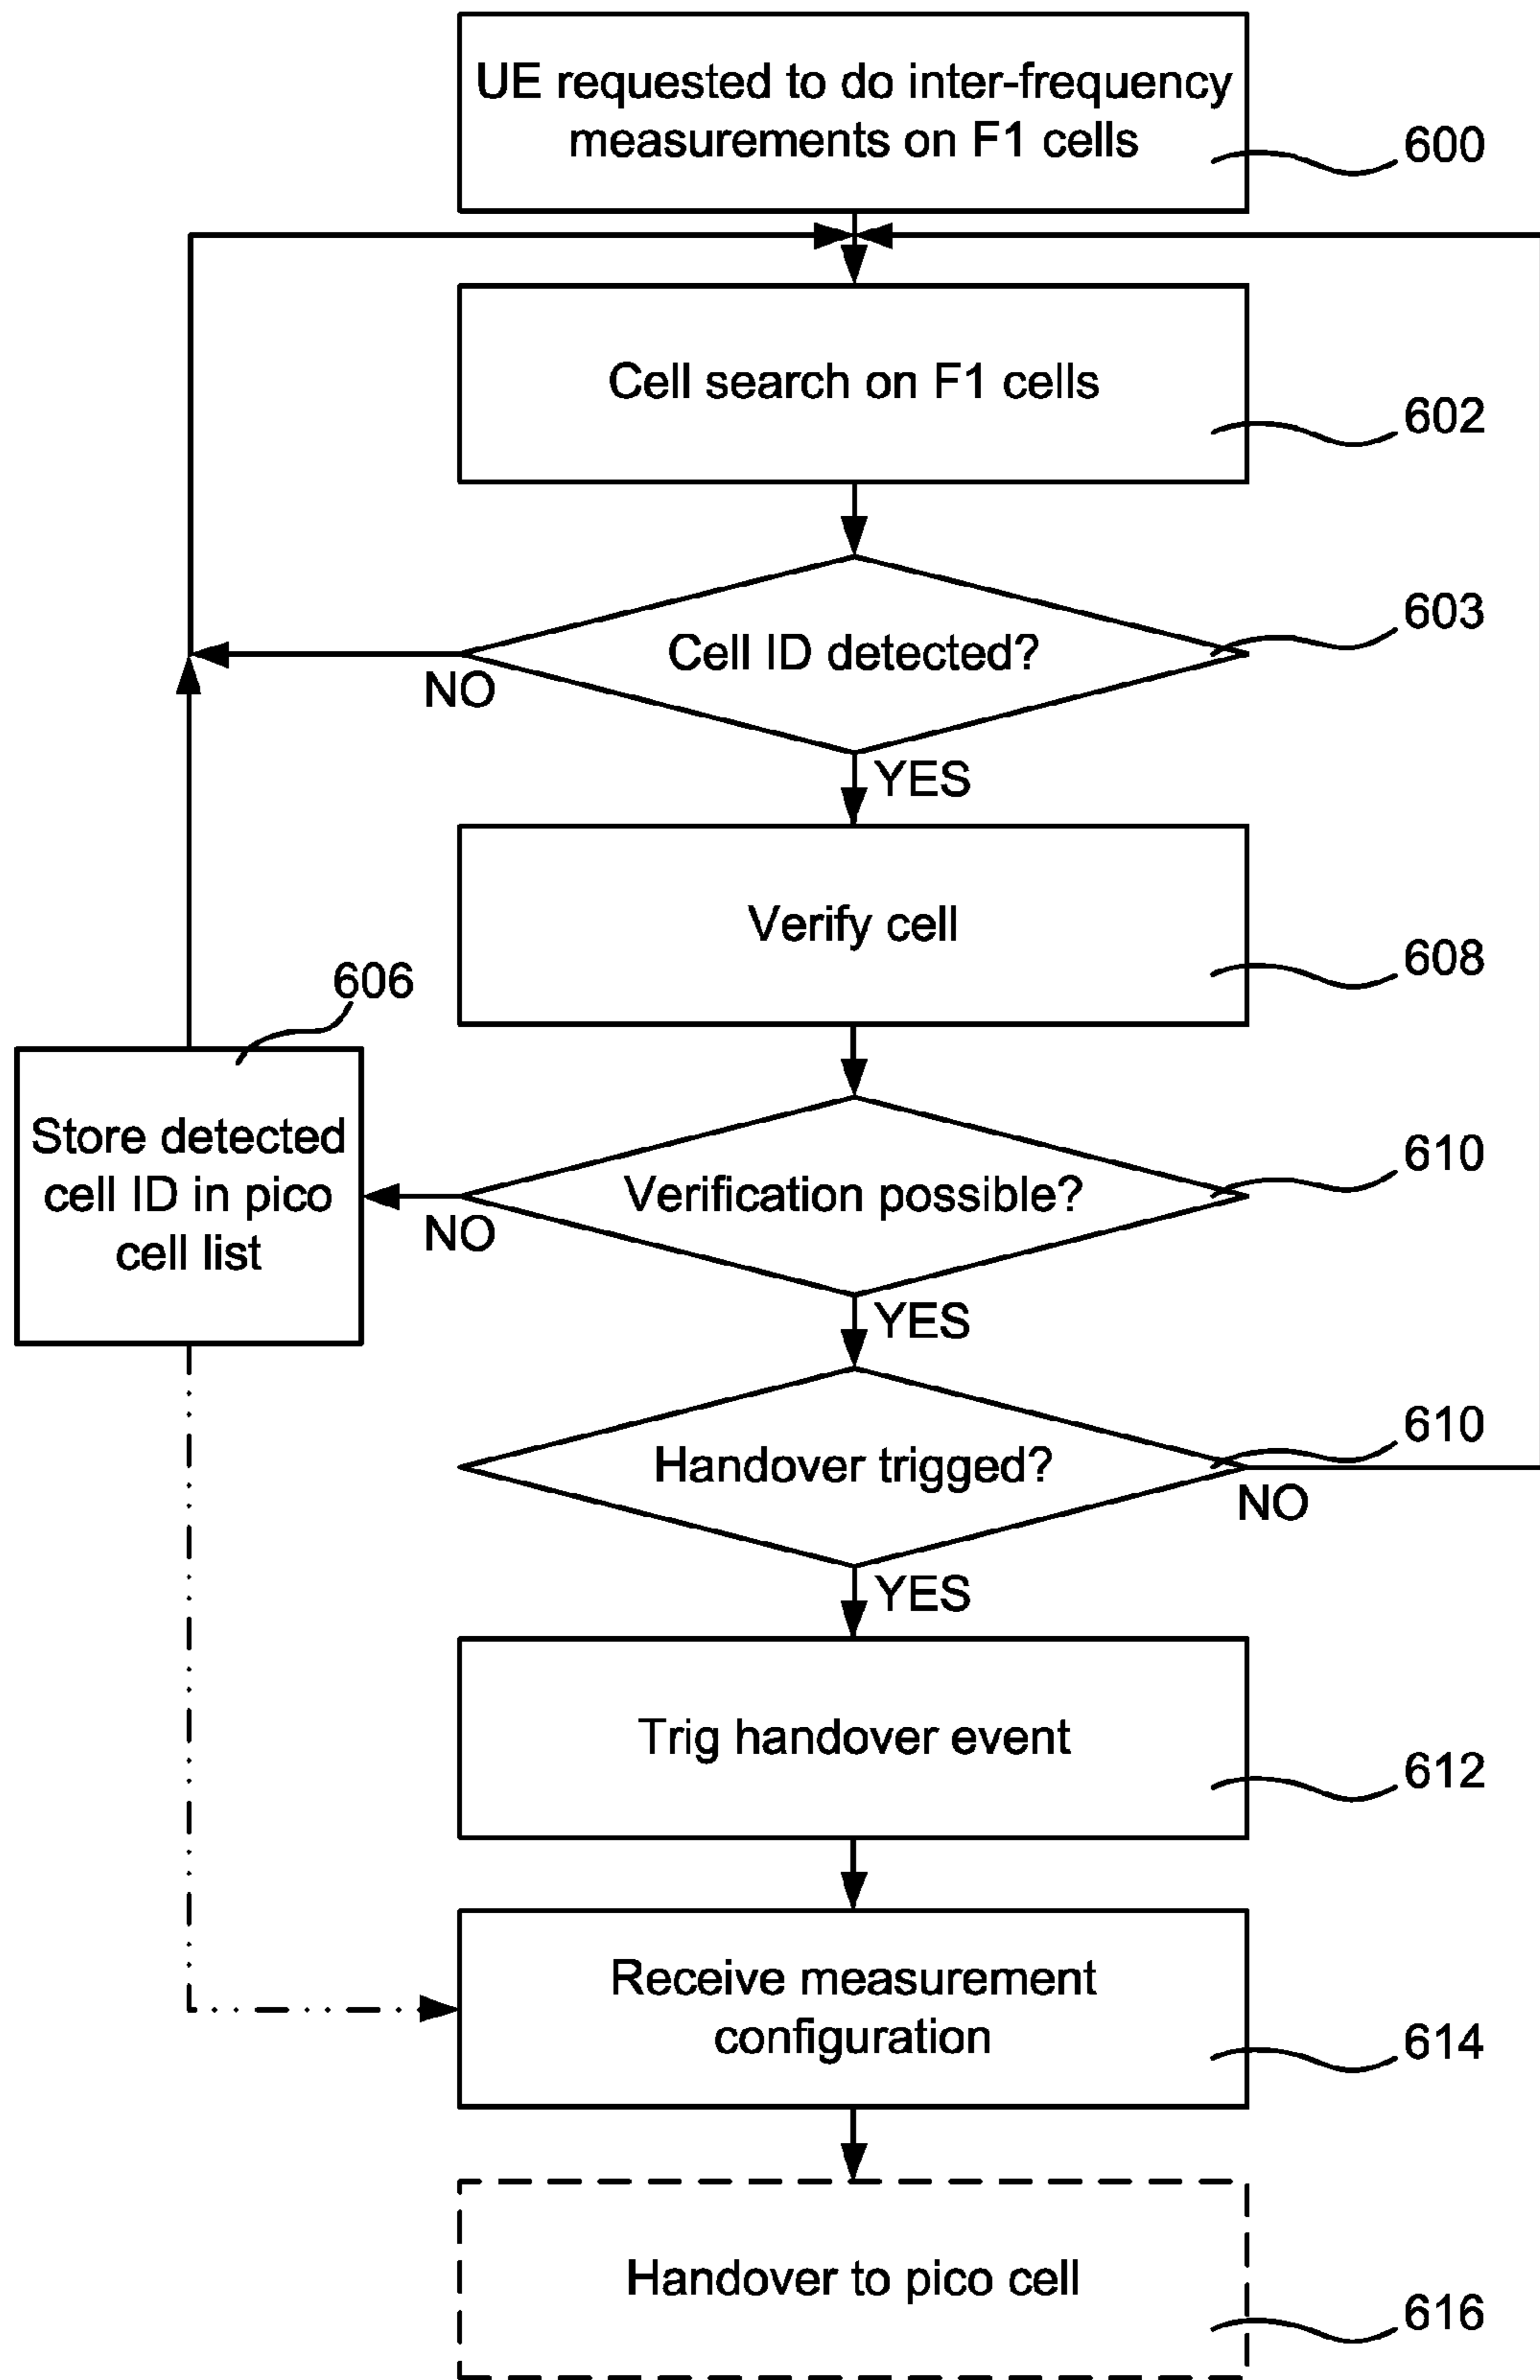 UE requested to do inter-frequency
measurements on F1 cells
600
Cell search on F1 cells
602
603
Cell ID detected?
NO
YES
Verify cell
608
606
Store detected
cell ID in pico
cell list
610
Verification possible?
NO
YES
610
Handover trigged?
NO
YES
Trig handover event
612
Receive measurement
configuration
614
Handover to pico cell
616